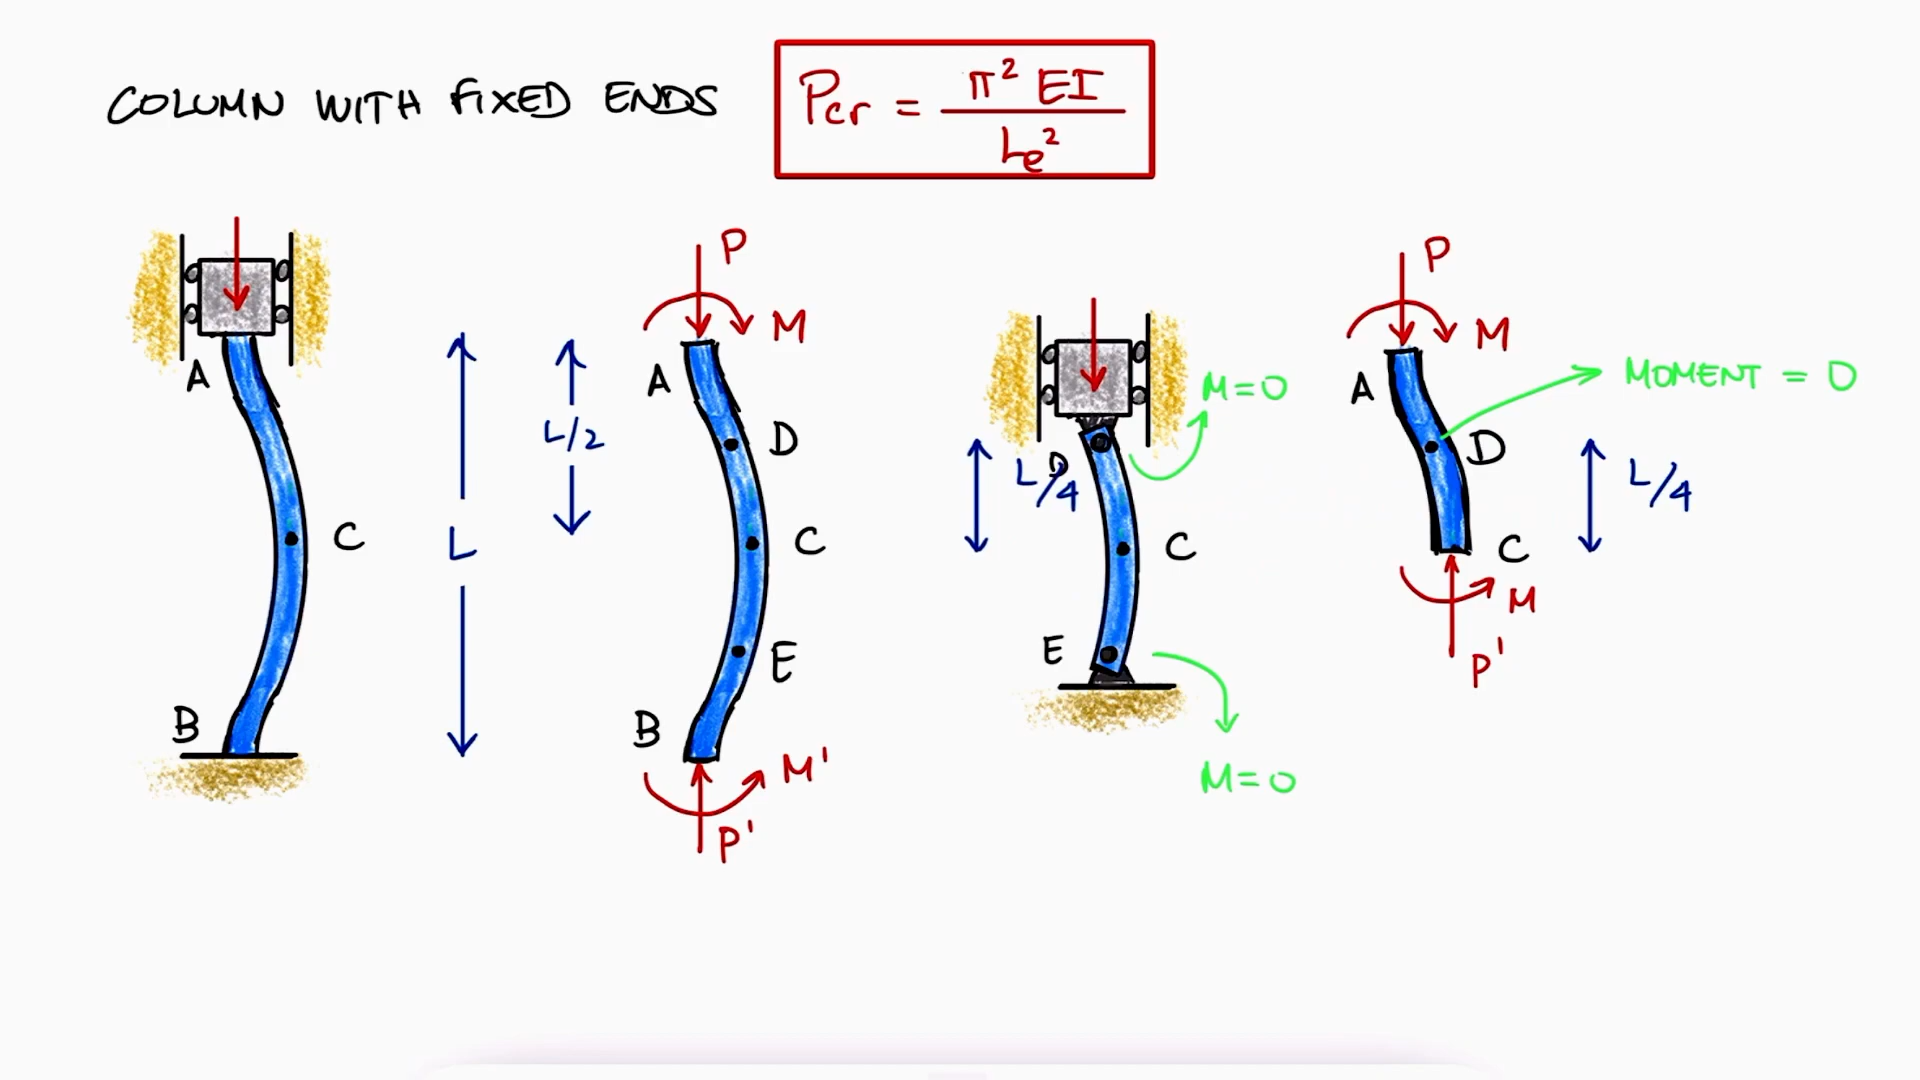 COLUMN WITH FIXED ENDS
Pcr = π² EI / Le²
A
C
B
L
L/2
P
M
A
D
C
E
B
M'
P'
M=0
D
L/4
C
E
M=0
P
M
A
MOMENT = 0
D
L/4
C
M
P'